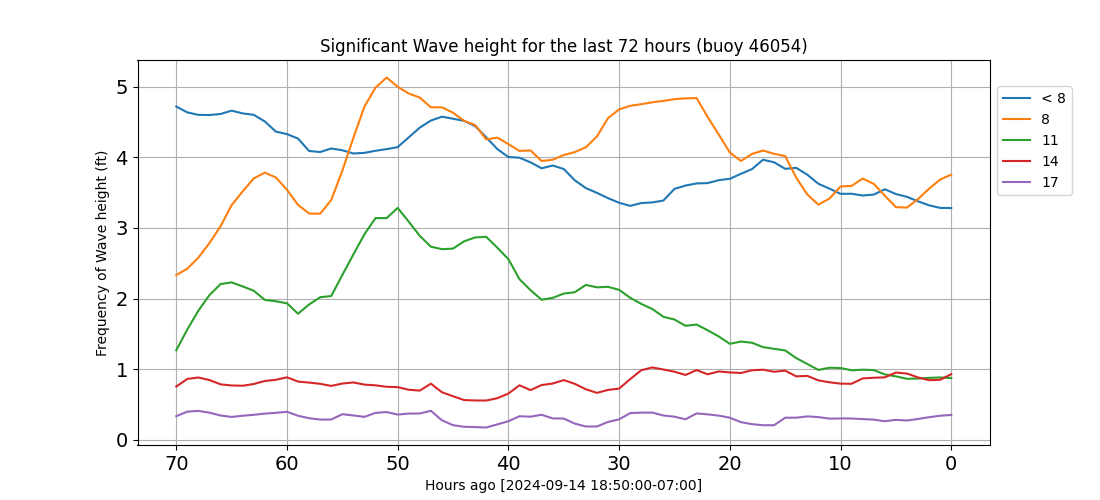 Significant Wave height for the last 72 hours (buoy 46054)
Frequency of Wave height (ft)
5
4
3
2
1
0
70 60 50 40 30 20 10 0
Hours ago [2024-09-14 18:50:00-07:00]
< 8
8
11
14
17